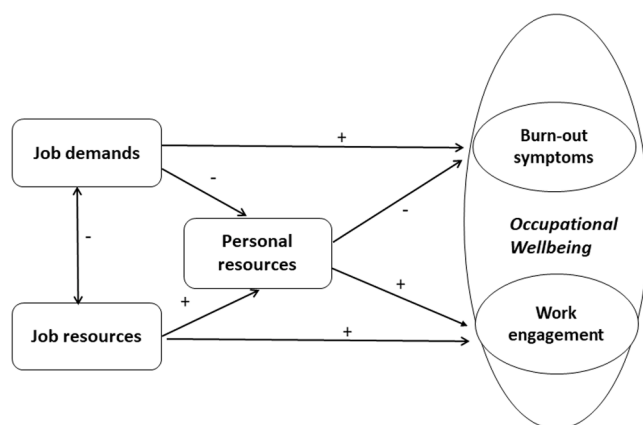 Job demands
+
Burn-out
symptoms
-
-
-
Personal
resources
Occupational
Wellbeing
+
+
Job resources
+
Work
engagement